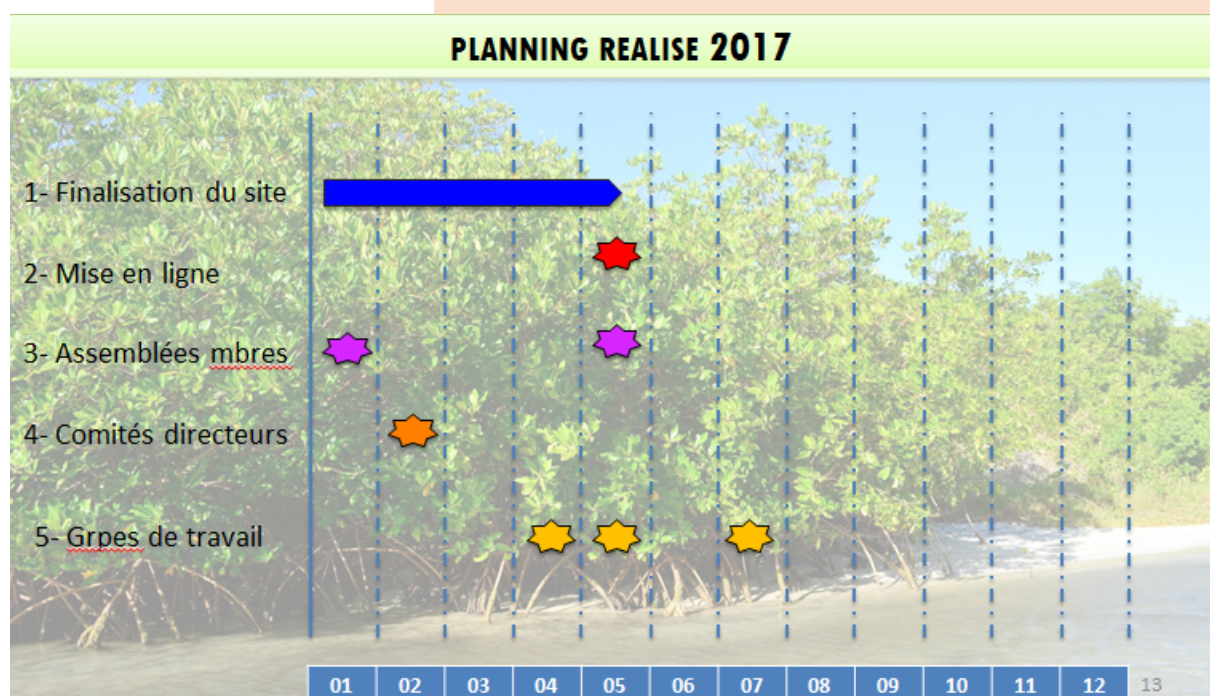 PLANNING REALISE 2017
1- Finalisation du site
2- Mise en ligne
3- Assemblées mbres
4- Comités directeurs
5- Grpes de travail
01 02 03 04 05 06 07 08 09 10 11 12 13